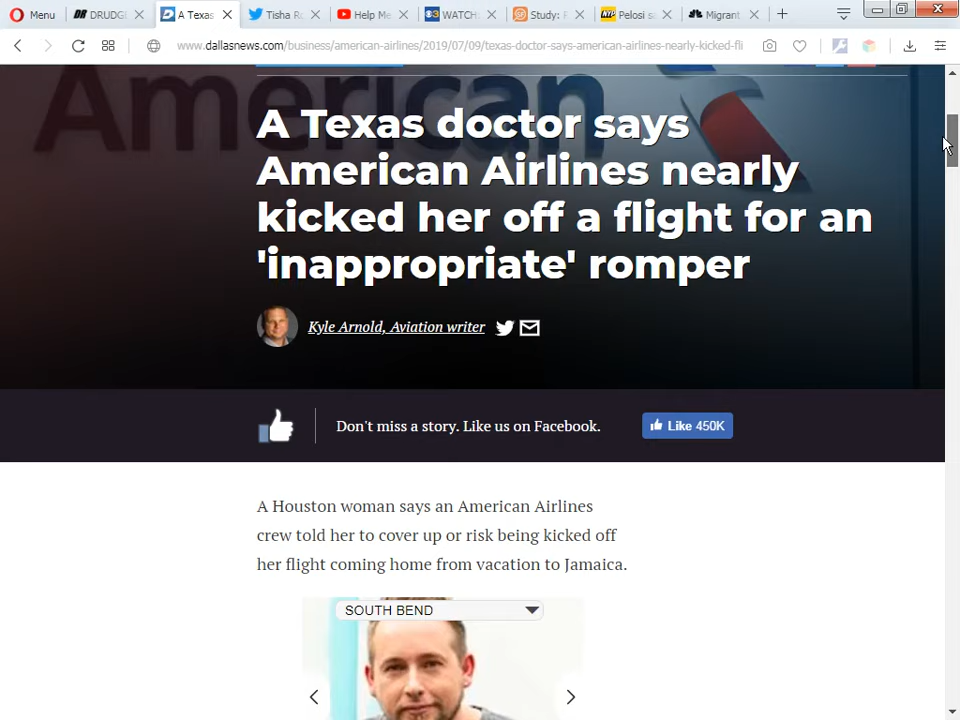 Menu
DRUDG
A Texas
Tisha Ro
Help Me
WATCH
Study: F
Pelosi sa
Migrant
www.dallasnews.com/business/american-airlines/2019/07/09/texas-doctor-says-american-airlines-nearly-kicked-fli
American
A Texas doctor says
American Airlines nearly
kicked her off a flight for an
'inappropriate' romper
Kyle Arnold, Aviation writer
Don't miss a story. Like us on Facebook.
Like 450K
A Houston woman says an American Airlines
crew told her to cover up or risk being kicked off
her flight coming home from vacation to Jamaica.
SOUTH BEND